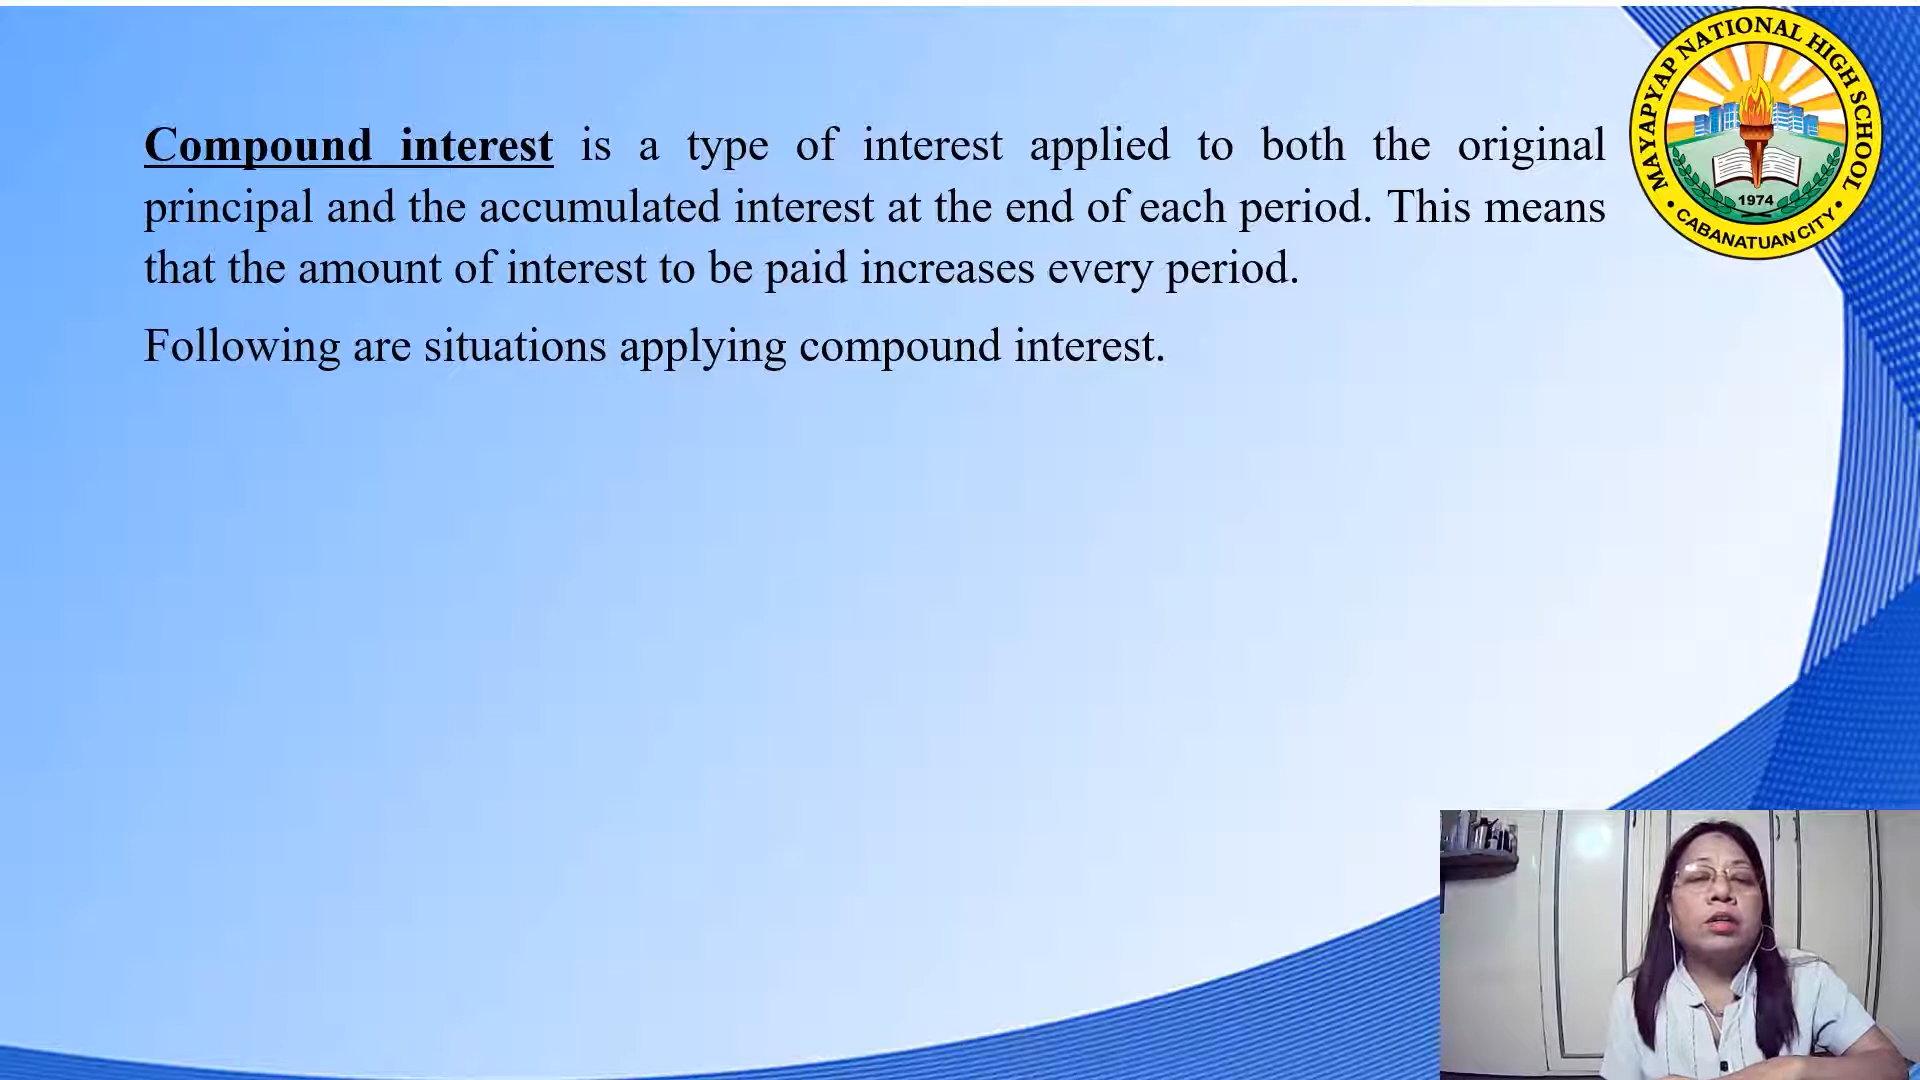 Compound interest is a type of interest applied to both the original
principal and the accumulated interest at the end of each period. This means
that the amount of interest to be paid increases every period.
Following are situations applying compound interest.
MAYAPYAP NATIONAL HIGH SCHOOL
1974
• CABANATUAN CITY •